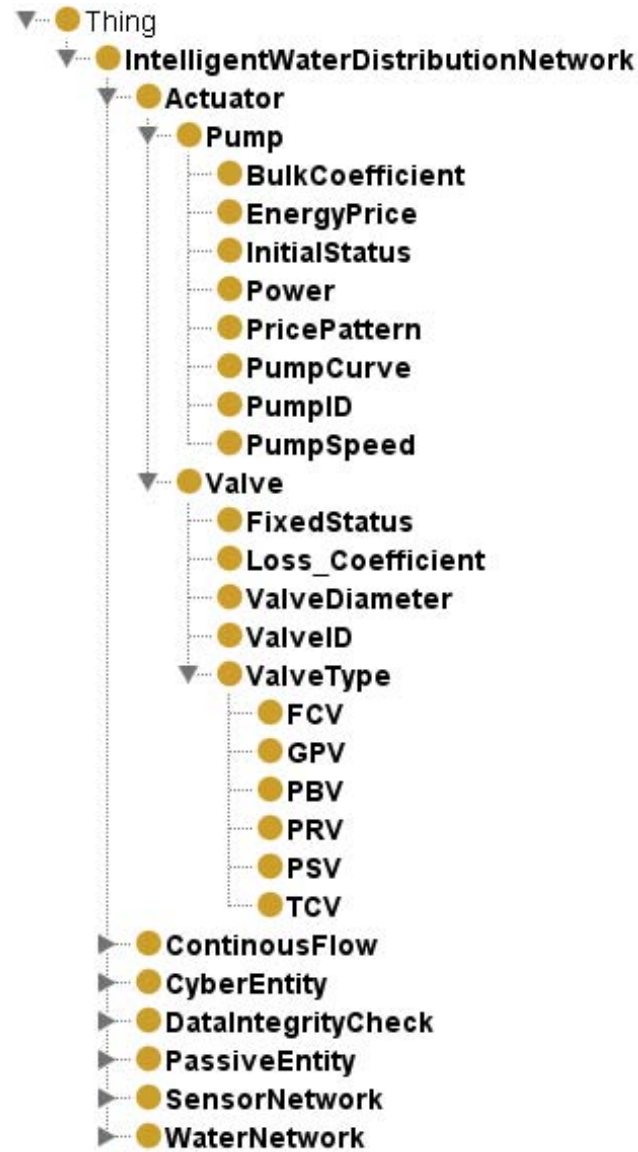 Thing
IntelligentWaterDistributionNetwork
Actuator
Pump
BulkCoefficient
EnergyPrice
InitialStatus
Power
PricePattern
PumpCurve
PumpID
PumpSpeed
Valve
FixedStatus
Loss_Coefficient
ValveDiameter
ValveID
ValveType
FCV
GPV
PBV
PRV
PSV
TCV
ContinousFlow
CyberEntity
DataIntegrityCheck
PassiveEntity
SensorNetwork
WaterNetwork